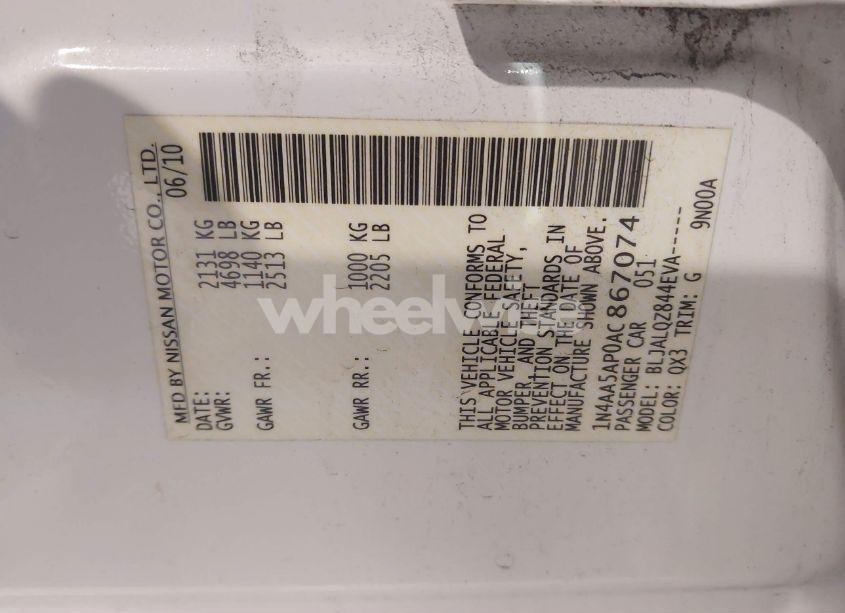 MFD BY NISSAN MOTOR CO., LTD.
DATE: 06/10
GVWR: 2131 KG
4698 LB
GAWR FR.: 1140 KG
2513 LB
GAWR RR.: 1000 KG
2205 LB
THIS VEHICLE CONFORMS TO
ALL APPLICABLE FEDERAL
MOTOR VEHICLE SAFETY,
BUMPER, AND THEFT
PREVENTION STANDARDS IN
EFFECT ON THE DATE OF
MANUFACTURE SHOWN ABOVE.
1N4AA5AP0AC867074
PASSENGER CAR 051
MODEL: BLJALQZ844EVA-----
COLOR: QX3 TRIM: G 9N00A